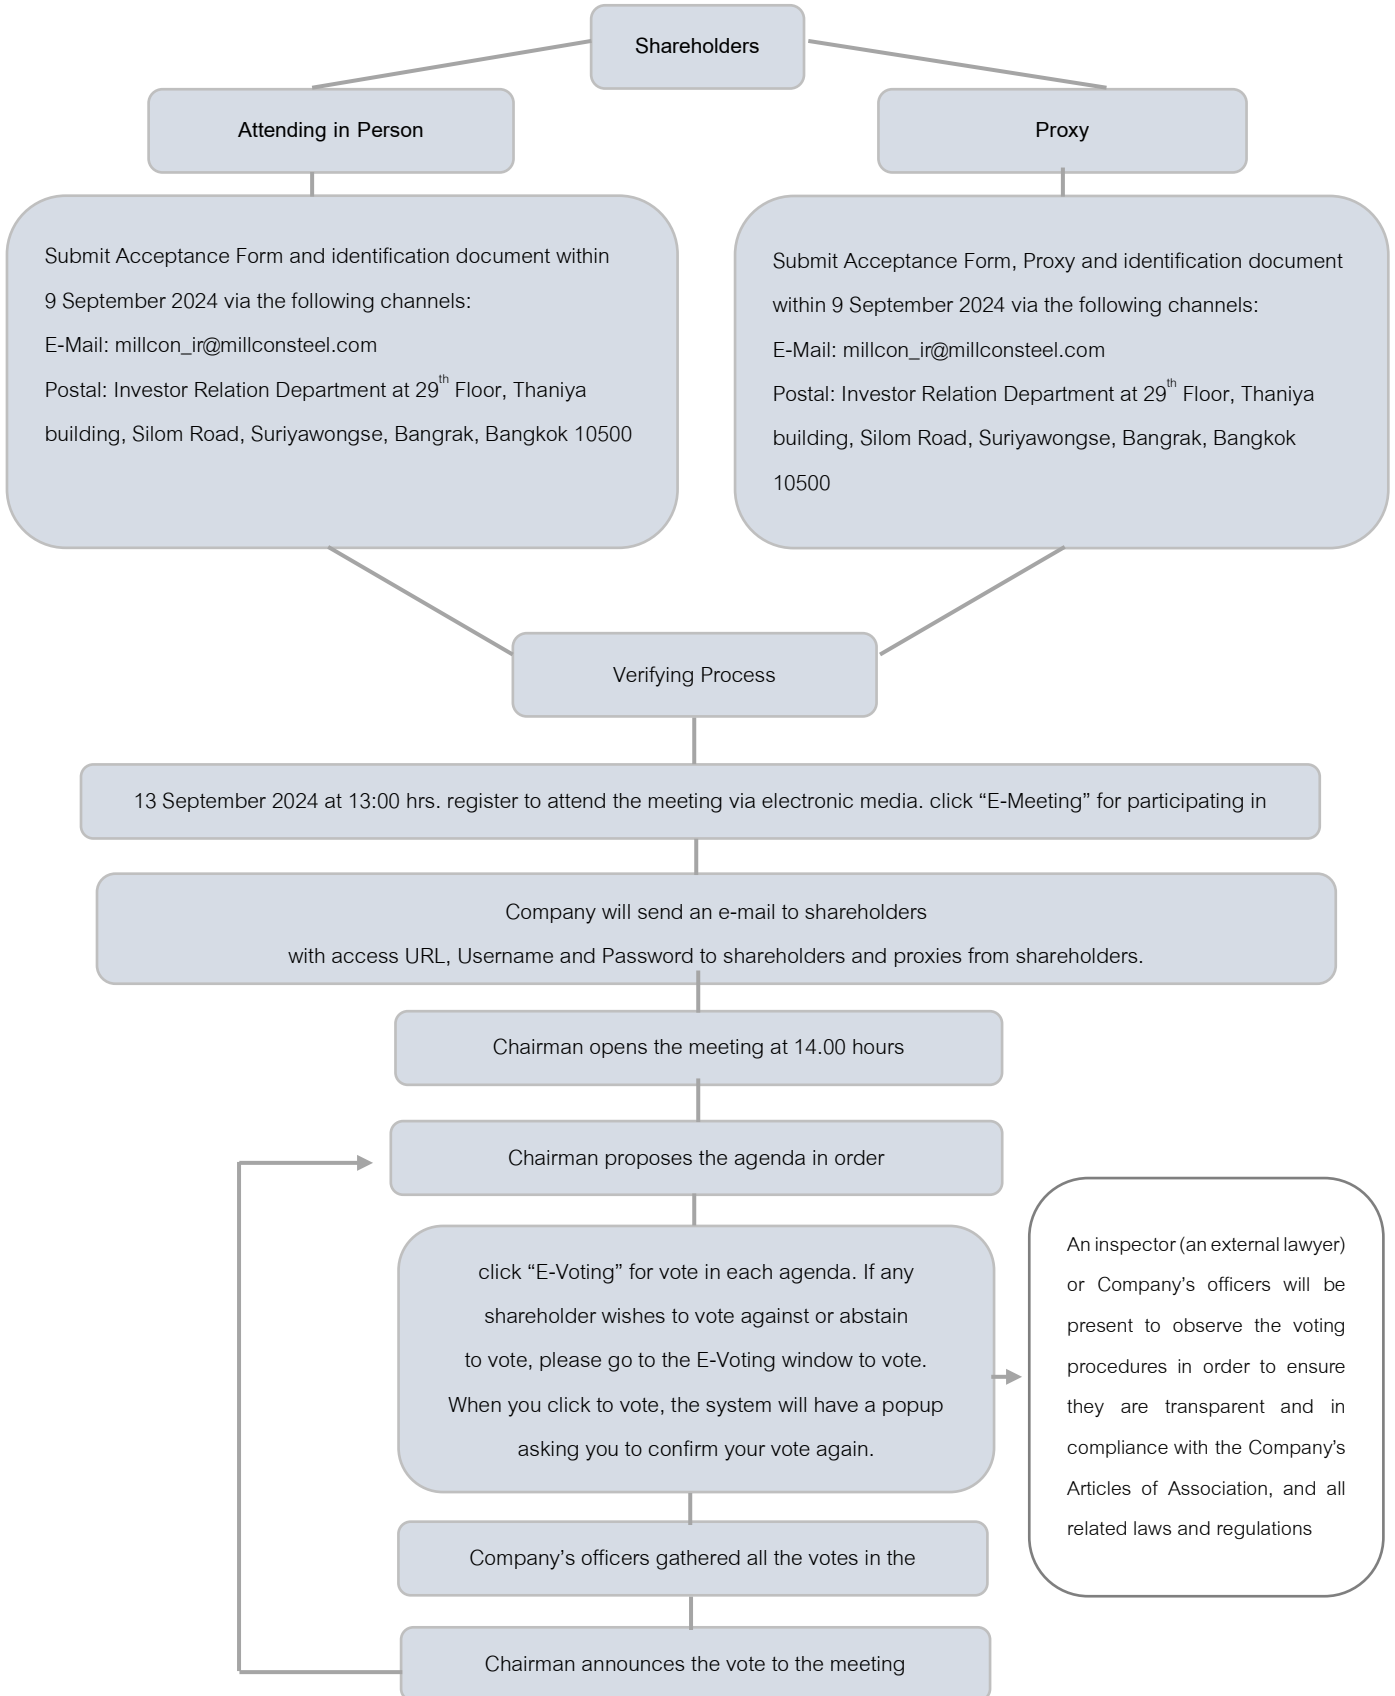 Shareholders
Attending in Person
Proxy
Submit Acceptance Form and identification document within
9 September 2024 via the following channels:
E-Mail: millcon_ir@millconsteel.com
Postal: Investor Relation Department at 29th Floor, Thaniya
building, Silom Road, Suriyawongse, Bangrak, Bangkok 10500
Submit Acceptance Form, Proxy and identification document
within 9 September 2024 via the following channels:
E-Mail: millcon_ir@millconsteel.com
Postal: Investor Relation Department at 29th Floor, Thaniya
building, Silom Road, Suriyawongse, Bangrak, Bangkok
10500
Verifying Process
13 September 2024 at 13:00 hrs. register to attend the meeting via electronic media. click “E-Meeting” for participating in
Company will send an e-mail to shareholders
with access URL, Username and Password to shareholders and proxies from shareholders.
Chairman opens the meeting at 14.00 hours
Chairman proposes the agenda in order
click “E-Voting” for vote in each agenda. If any
shareholder wishes to vote against or abstain
to vote, please go to the E-Voting window to vote.
When you click to vote, the system will have a popup
asking you to confirm your vote again.
An inspector (an external lawyer)
or Company’s officers will be
present to observe the voting
procedures in order to ensure
they are transparent and in
compliance with the Company’s
Articles of Association, and all
related laws and regulations
Company’s officers gathered all the votes in the
Chairman announces the vote to the meeting